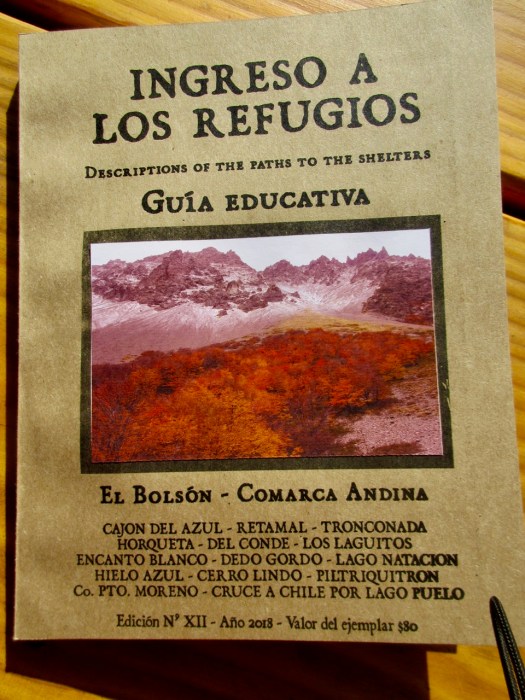 INGRESO A
LOS REFUGIOS
DESCRIPTIONS OF THE PATHS TO THE SHELTERS
GUÍA EDUCATIVA
EL BOLSÓN - COMARCA ANDINA
CAJON DEL AZUL - RETAMAL - TRONCONADA
HORQUETA - DEL CONDE - LOS LAGUITOS
ENCANTO BLANCO - DEDO GORDO - LAGO NATACION
HIELO AZUL - CERRO LINDO - PILTRIQUITRON
Co. PTO. MORENO - CRUCE A CHILE POR LAGO PUELO
Edición Nº XII - Año 2018 - Valor del ejemplar $80